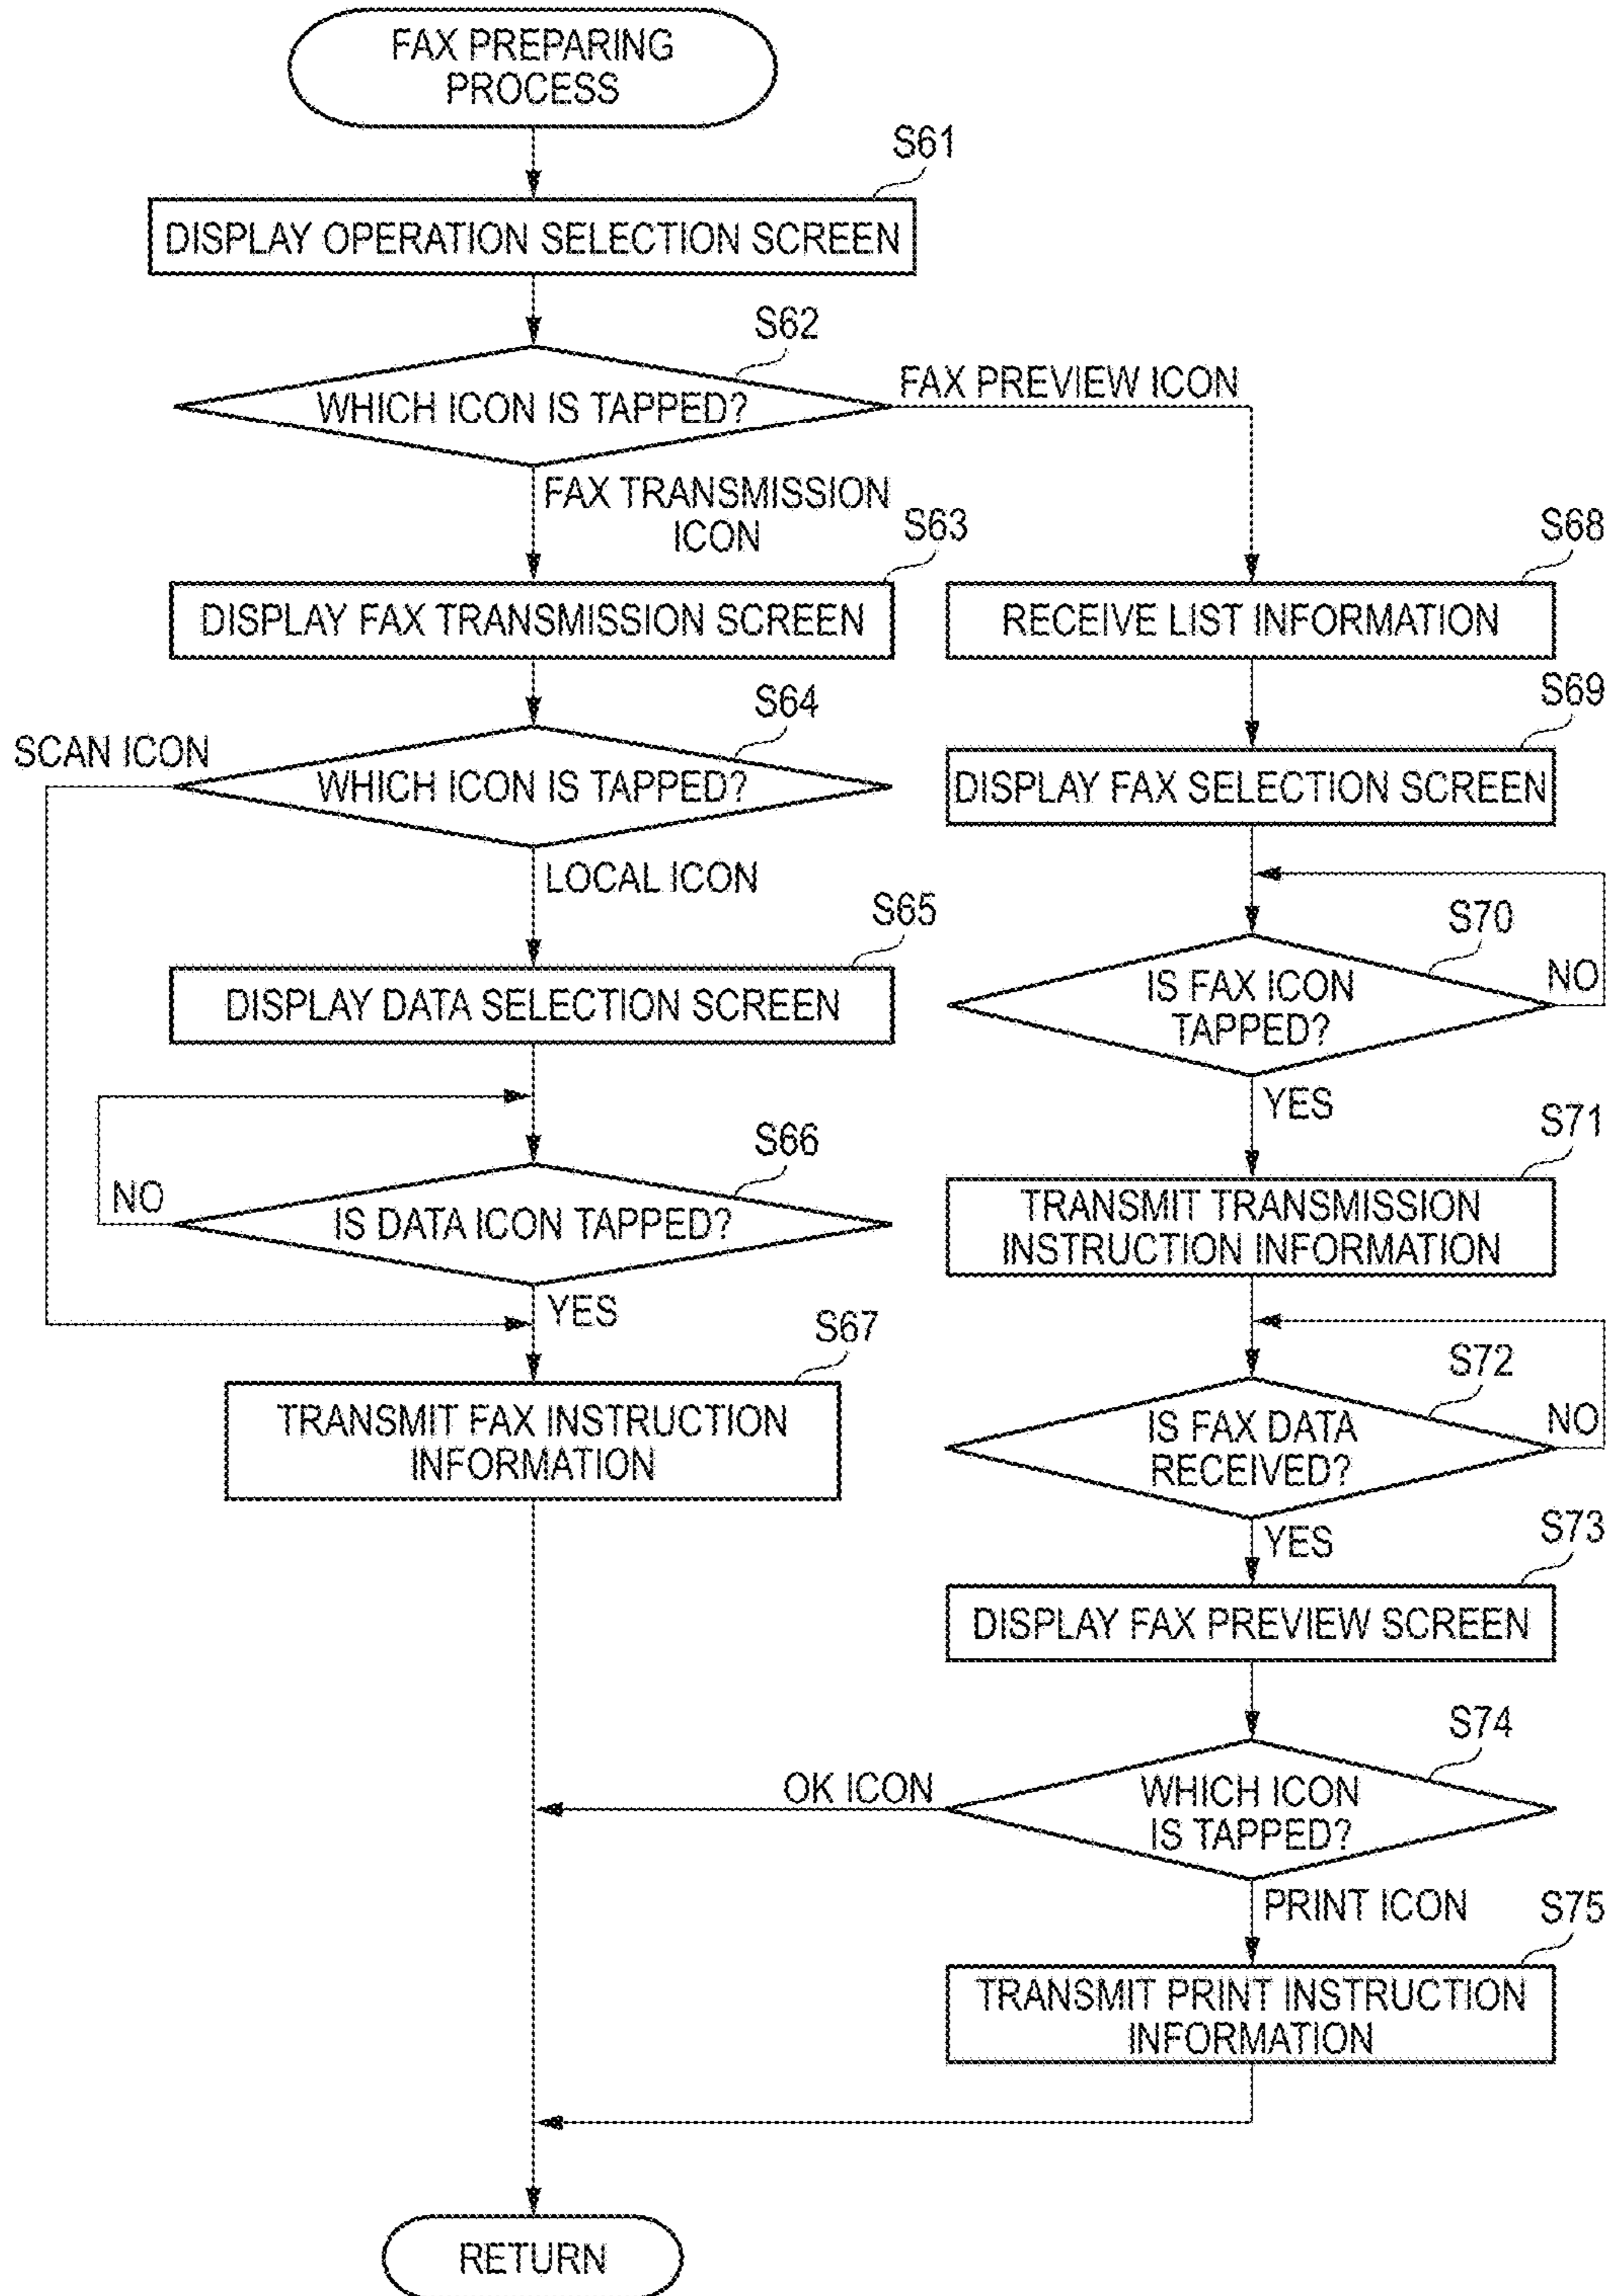 FAX PREPARING
PROCESS
S61
DISPLAY OPERATION SELECTION SCREEN
S62
WHICH ICON IS TAPPED?
FAX PREVIEW ICON
FAX TRANSMISSION
ICON
S63
DISPLAY FAX TRANSMISSION SCREEN
S64
SCAN ICON
WHICH ICON IS TAPPED?
LOCAL ICON
S65
DISPLAY DATA SELECTION SCREEN
S66
NO
IS DATA ICON TAPPED?
YES
S67
TRANSMIT FAX INSTRUCTION
INFORMATION
S68
RECEIVE LIST INFORMATION
S69
DISPLAY FAX SELECTION SCREEN
S70
IS FAX ICON
TAPPED?
NO
YES
S71
TRANSMIT TRANSMISSION
INSTRUCTION INFORMATION
S72
IS FAX DATA
RECEIVED?
NO
YES
S73
DISPLAY FAX PREVIEW SCREEN
S74
OK ICON
WHICH ICON
IS TAPPED?
PRINT ICON
S75
TRANSMIT PRINT INSTRUCTION
INFORMATION
RETURN